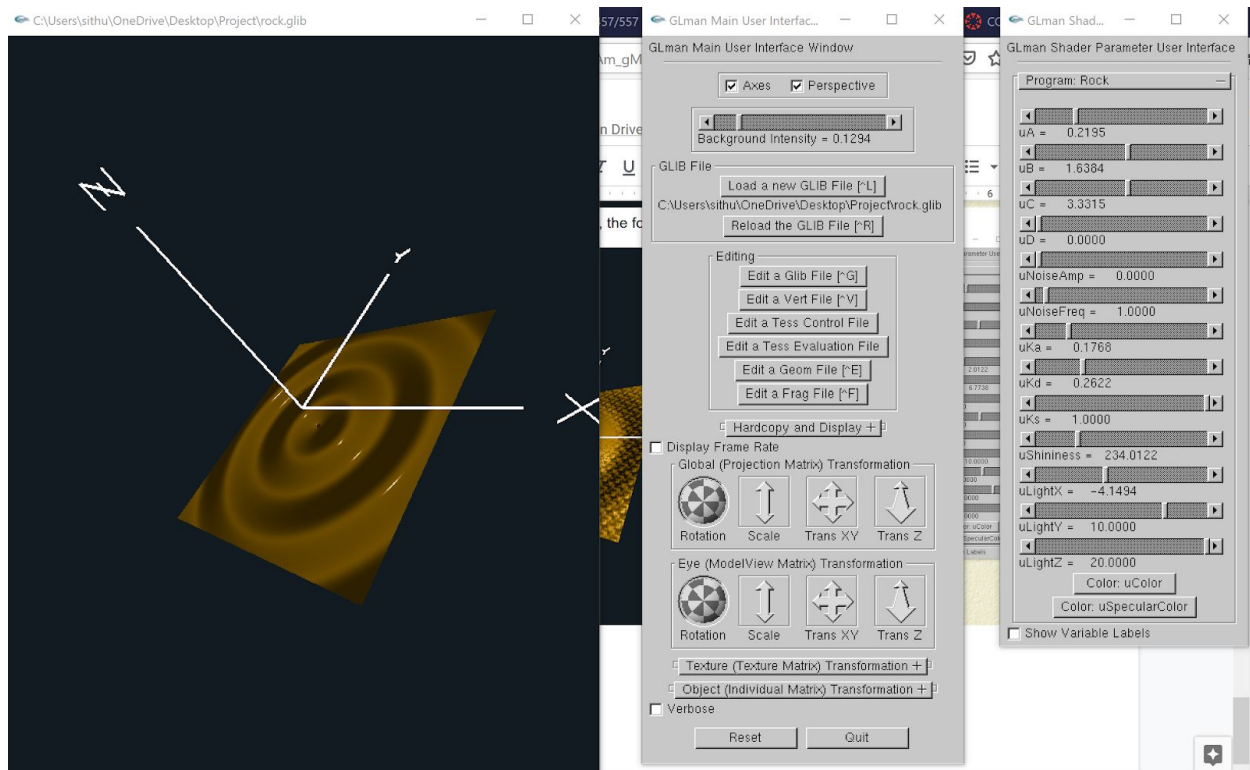 C:\Users\sithu\OneDrive\Desktop\Project\rock.glib
Z
Y
X
457/557
Am_gM
n Drive
U
, the fo
6
GLman Main User Interfac...
GLman Main User Interface Window
Axes
Perspective
Background Intensity = 0.1294
GLIB File
Load a new GLIB File [^L]
C:\Users\sithu\OneDrive\Desktop\Project\rock.glib
Reload the GLIB File [^R]
Editing
Edit a Glib File [^G]
Edit a Vert File [^V]
Edit a Tess Control File
Edit a Tess Evaluation File
Edit a Geom File [^E]
Edit a Frag File [^F]
Hardcopy and Display +
Display Frame Rate
Global (Projection Matrix) Transformation
Rotation Scale Trans XY Trans Z
Eye (ModelView Matrix) Transformation
Rotation Scale Trans XY Trans Z
Texture (Texture Matrix) Transformation +
Object (Individual Matrix) Transformation +
Verbose
Reset Quit
GLman Shad...
GLman Shader Parameter User Interface
Program: Rock
uA = 0.2195
uB = 1.6384
uC = 3.3315
uD = 0.0000
uNoiseAmp = 0.0000
uNoiseFreq = 1.0000
uKa = 0.1768
uKd = 0.2622
uKs = 1.0000
uShininess = 234.0122
uLightX = -4.1494
uLightY = 10.0000
uLightZ = 20.0000
Color: uColor
Color: uSpecularColor
Show Variable Labels